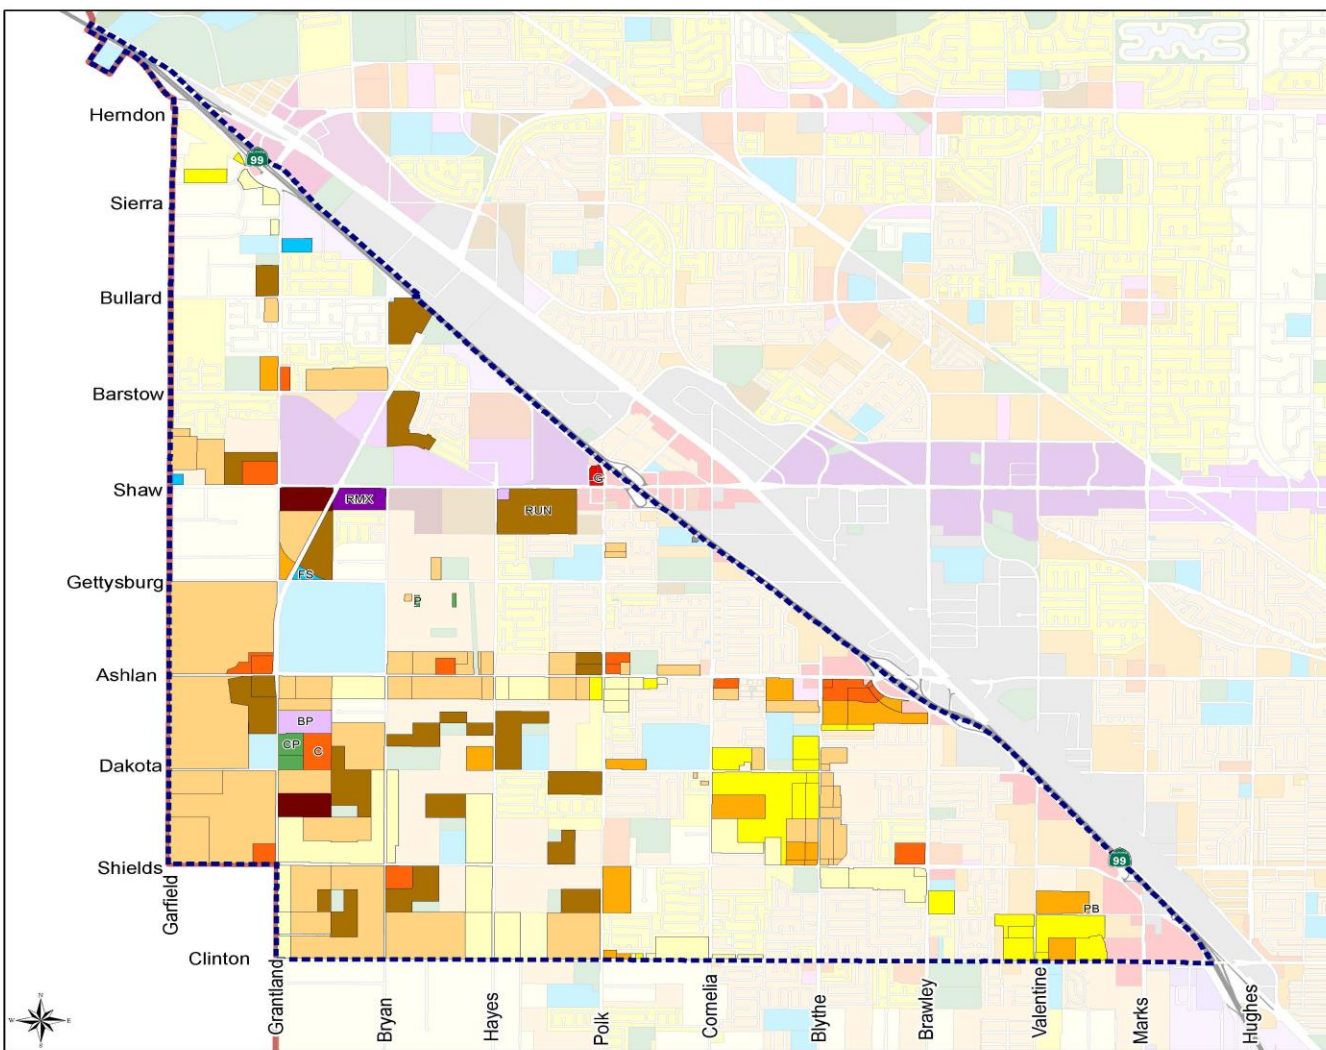 Herndon
99
Sierra
Bullard
Barstow
Shaw
G
RMX
RUN
Gettysburg
FS
P
Ashlan
BP
CP
C
Dakota
Shields
99
Garfield
PB
Clinton
Grantland
Bryan
Hayes
Polk
Cornelia
Blythe
Brawley
Valentine
Marks
Hughes
N
W
E
S